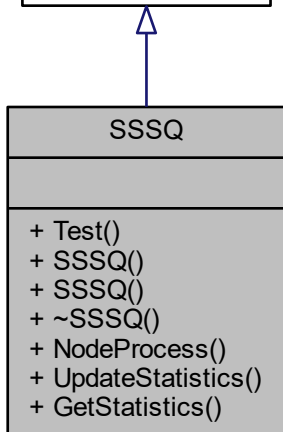 SSSQ
+ Test()
+ SSSQ()
+ SSSQ()
+ ~SSSQ()
+ NodeProcess()
+ UpdateStatistics()
+ GetStatistics()